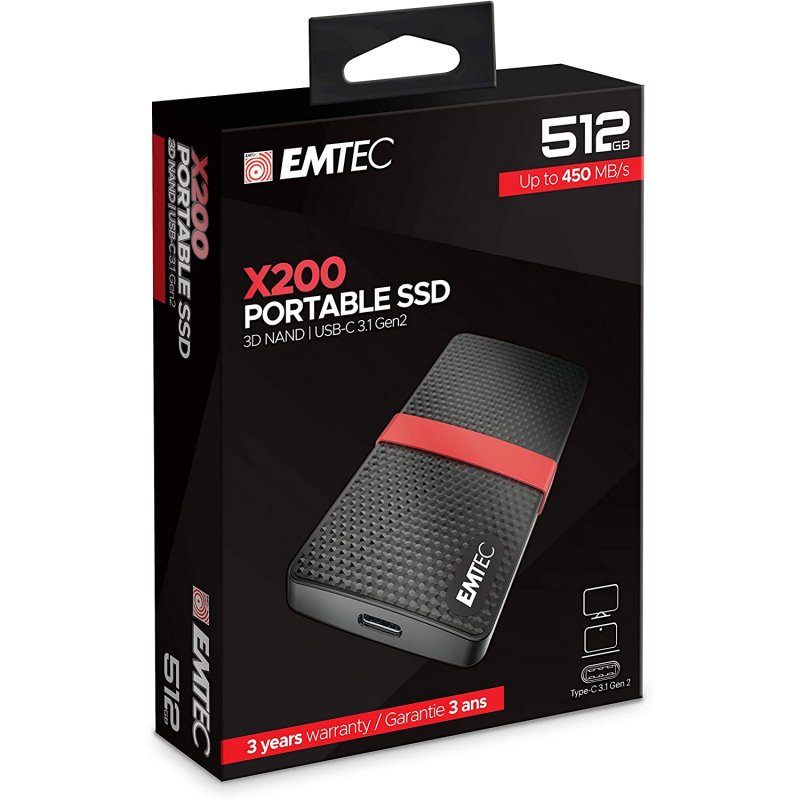 EMTEC
512GB
Up to 450 MB/s
X200
PORTABLE SSD
3D NAND | USB-C 3.1 Gen2
EMTEC
Type-C 3.1 Gen 2
3 years warranty / Garantie 3 ans
X200
PORTABLE SSD
3D NAND | USB-C 3.1 Gen2
EMTEC
512GB